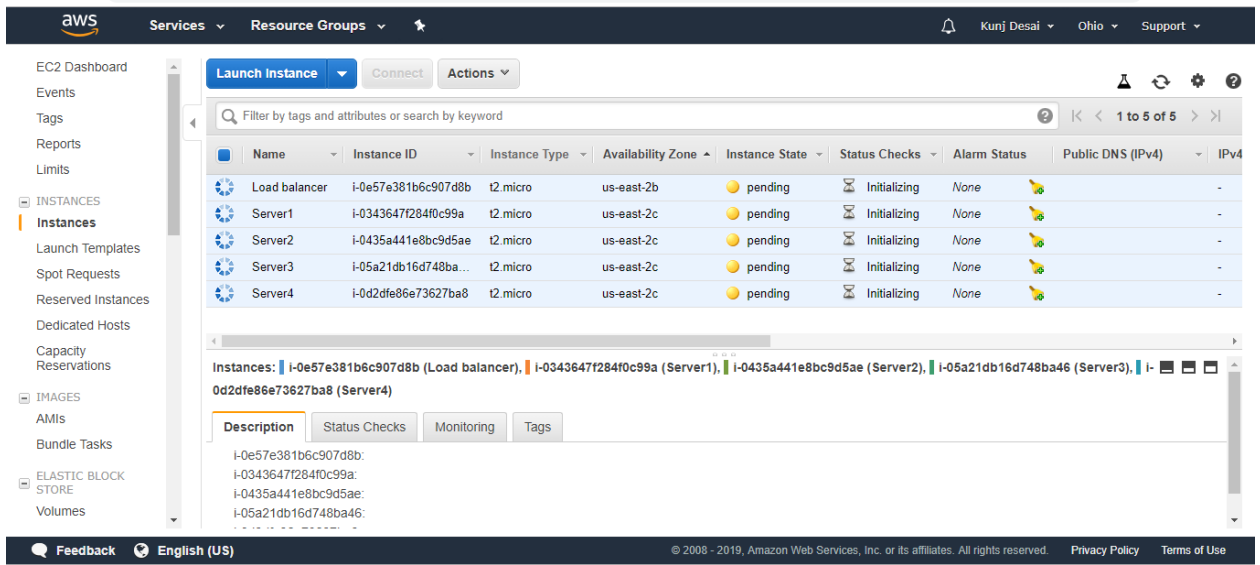 aws Services Resource Groups Kunj Desai Ohio Support
EC2 Dashboard
Events
Tags
Reports
Limits
INSTANCES
Instances
Launch Templates
Spot Requests
Reserved Instances
Dedicated Hosts
Capacity
Reservations
IMAGES
AMIs
Bundle Tasks
ELASTIC BLOCK
STORE
Volumes
Launch Instance Connect Actions
Filter by tags and attributes or search by keyword 1 to 5 of 5
Name Instance ID Instance Type Availability Zone Instance State Status Checks Alarm Status Public DNS (IPv4) IPv4
Load balancer i-0e57e381b6c907d8b t2.micro us-east-2b pending Initializing None -
Server1 i-0343647f284f0c99a t2.micro us-east-2c pending Initializing None -
Server2 i-0435a441e8bc9d5ae t2.micro us-east-2c pending Initializing None -
Server3 i-05a21db16d748ba... t2.micro us-east-2c pending Initializing None -
Server4 i-0d2dfe86e73627ba8 t2.micro us-east-2c pending Initializing None -
Instances: i-0e57e381b6c907d8b (Load balancer), i-0343647f284f0c99a (Server1), i-0435a441e8bc9d5ae (Server2), i-05a21db16d748ba46 (Server3), i-
0d2dfe86e73627ba8 (Server4)
Description Status Checks Monitoring Tags
i-0e57e381b6c907d8b:
i-0343647f284f0c99a:
i-0435a441e8bc9d5ae:
i-05a21db16d748ba46:
Feedback English (US) © 2008 - 2019, Amazon Web Services, Inc. or its affiliates. All rights reserved. Privacy Policy Terms of Use